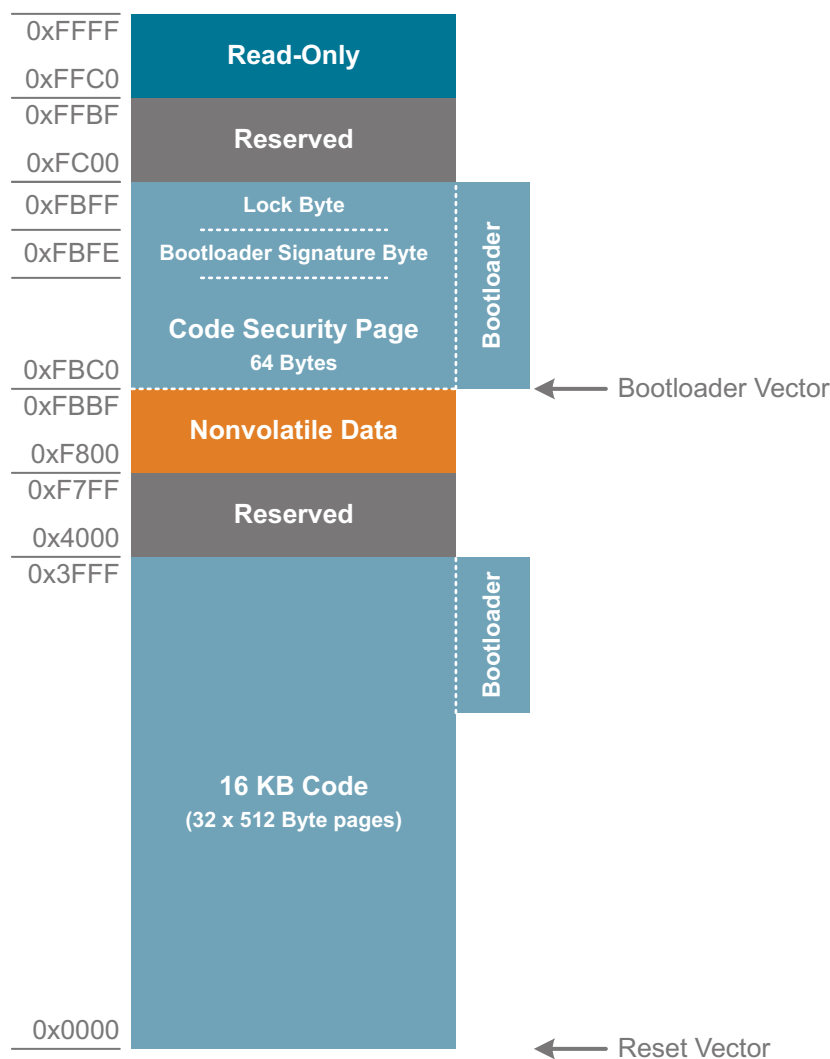 0xFFFF
Read-Only
0xFFC0
0xFFBF
Reserved
0xFC00
0xFBFF
Lock Byte
0xFBFE
Bootloader Signature Byte
Bootloader
Code Security Page
64 Bytes
0xFBC0
Bootloader Vector
0xFBBF
Nonvolatile Data
0xF800
0xF7FF
Reserved
0x4000
0x3FFF
Bootloader
16 KB Code
(32 x 512 Byte pages)
0x0000
Reset Vector